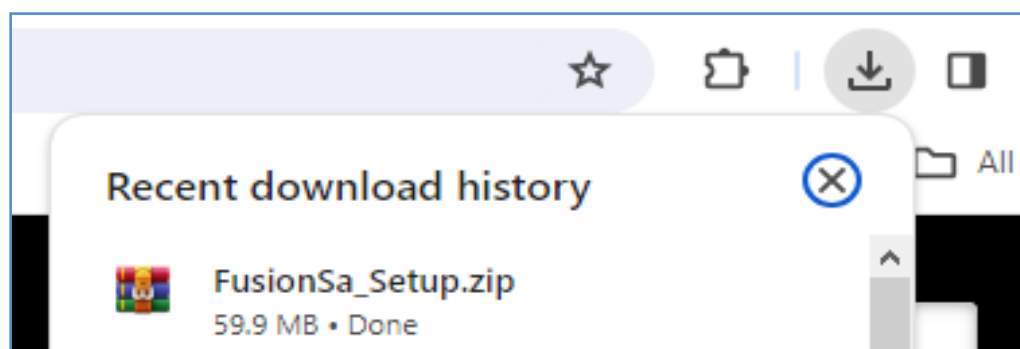 All
Recent download history
FusionSa_Setup.zip
59.9 MB • Done